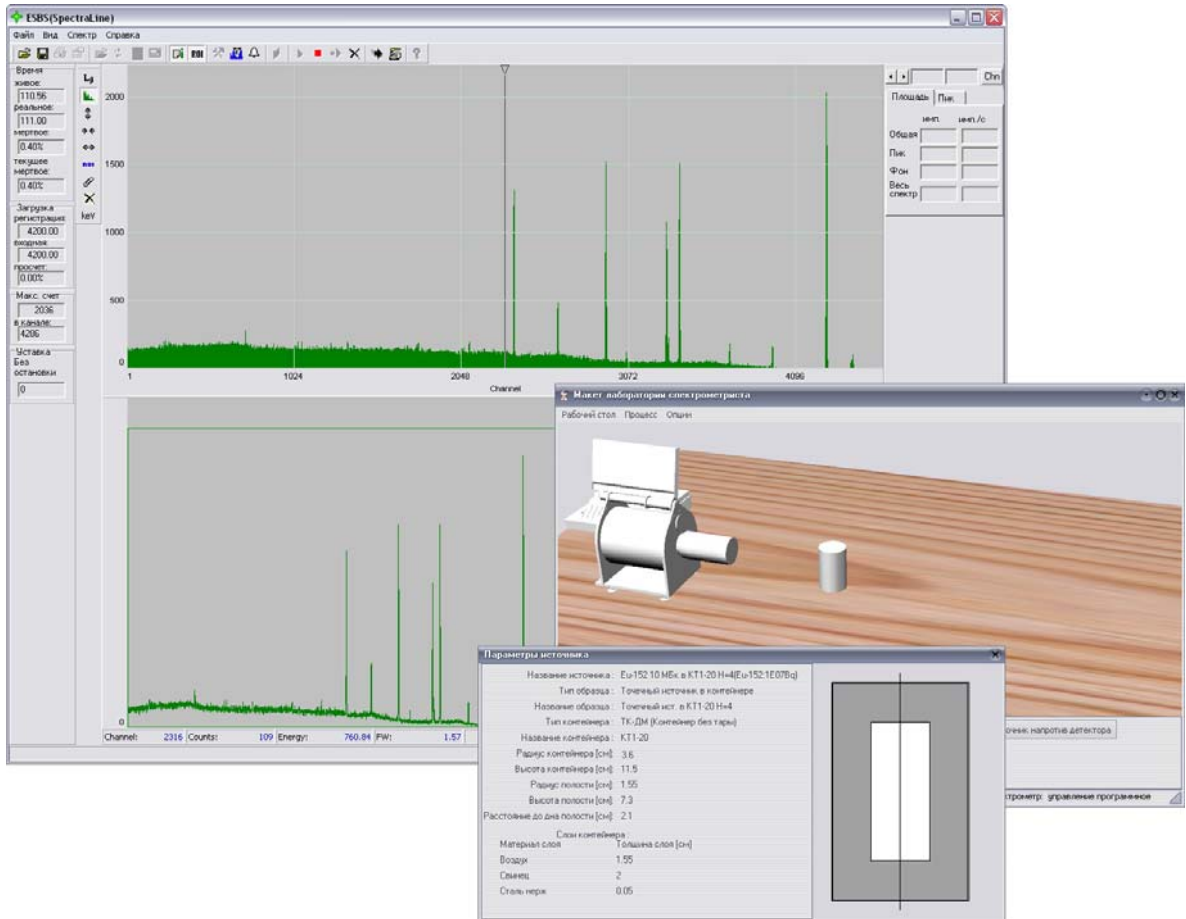 ESBS(SpectraLine)
Файл Вид Спектр Справка
Время
живое:
110.56
реальное:
111.00
мертвое:
0.40%
текущее
мертвое:
0.40%
Загрузка
регистрация:
4200.00
входная:
4200.00
просчет:
0.00%
Макс. счет
2036
в канале:
4286
Уставка
Без
остановки
0
Lg
keV
ROI
2000
1500
1000
500
0
1
1024
2048
3072
4096
Channel
Chn
Площадь Пик
имп. имп./с
Общая
Пик
Фон
Весь
спектр
0
Channel: 2316 Counts: 109 Energy: 760.84 PW: 1.57
Макет лаборатории спектрометриста
Рабочий стол Процесс Опции
очник напротив детектора
ктрометр: управление программное
Параметры источника
Название источника : Eu-152 10 МБк в КТ1-20 H=4(Eu-152:1E07Bq)
Тип образца : Точечный источник в контейнере
Название образца : Точечный ист. в КТ1-20 H=4
Тип контейнера : ТК-ДМ (Контейнер без тары)
Название контейнера : КТ1-20
Радиус контейнера [см]: 3.6
Высота контейнера [см]: 11.5
Радиус полости [см]: 1.55
Высота полости [см]: 7.3
Расстояние до дна полости [см]: 2.1
Слои контейнера :
Материал слоя Толщина слоя [см]
Воздух 1.55
Свинец 2
Сталь нерж 0.05